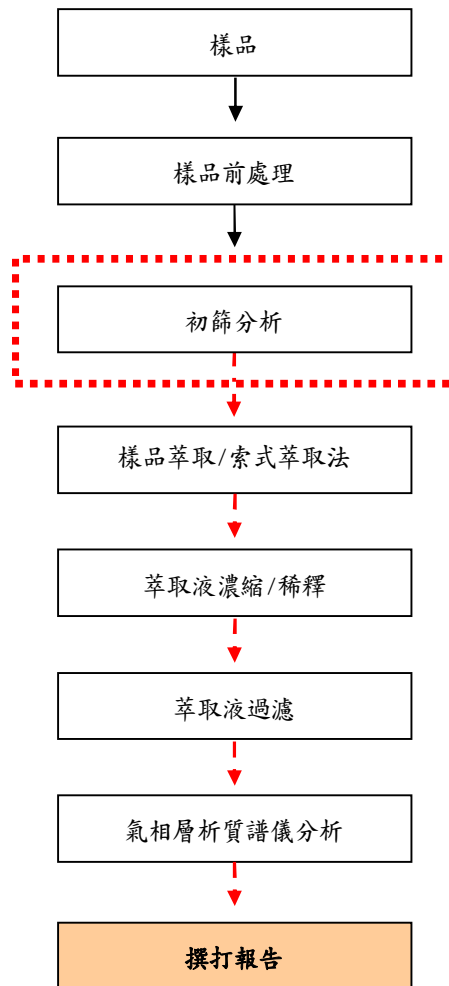 樣品
樣品前處理
初篩分析
樣品萃取/索式萃取法
萃取液濃縮/稀釋
萃取液過濾
氣相層析質譜儀分析
撰打報告